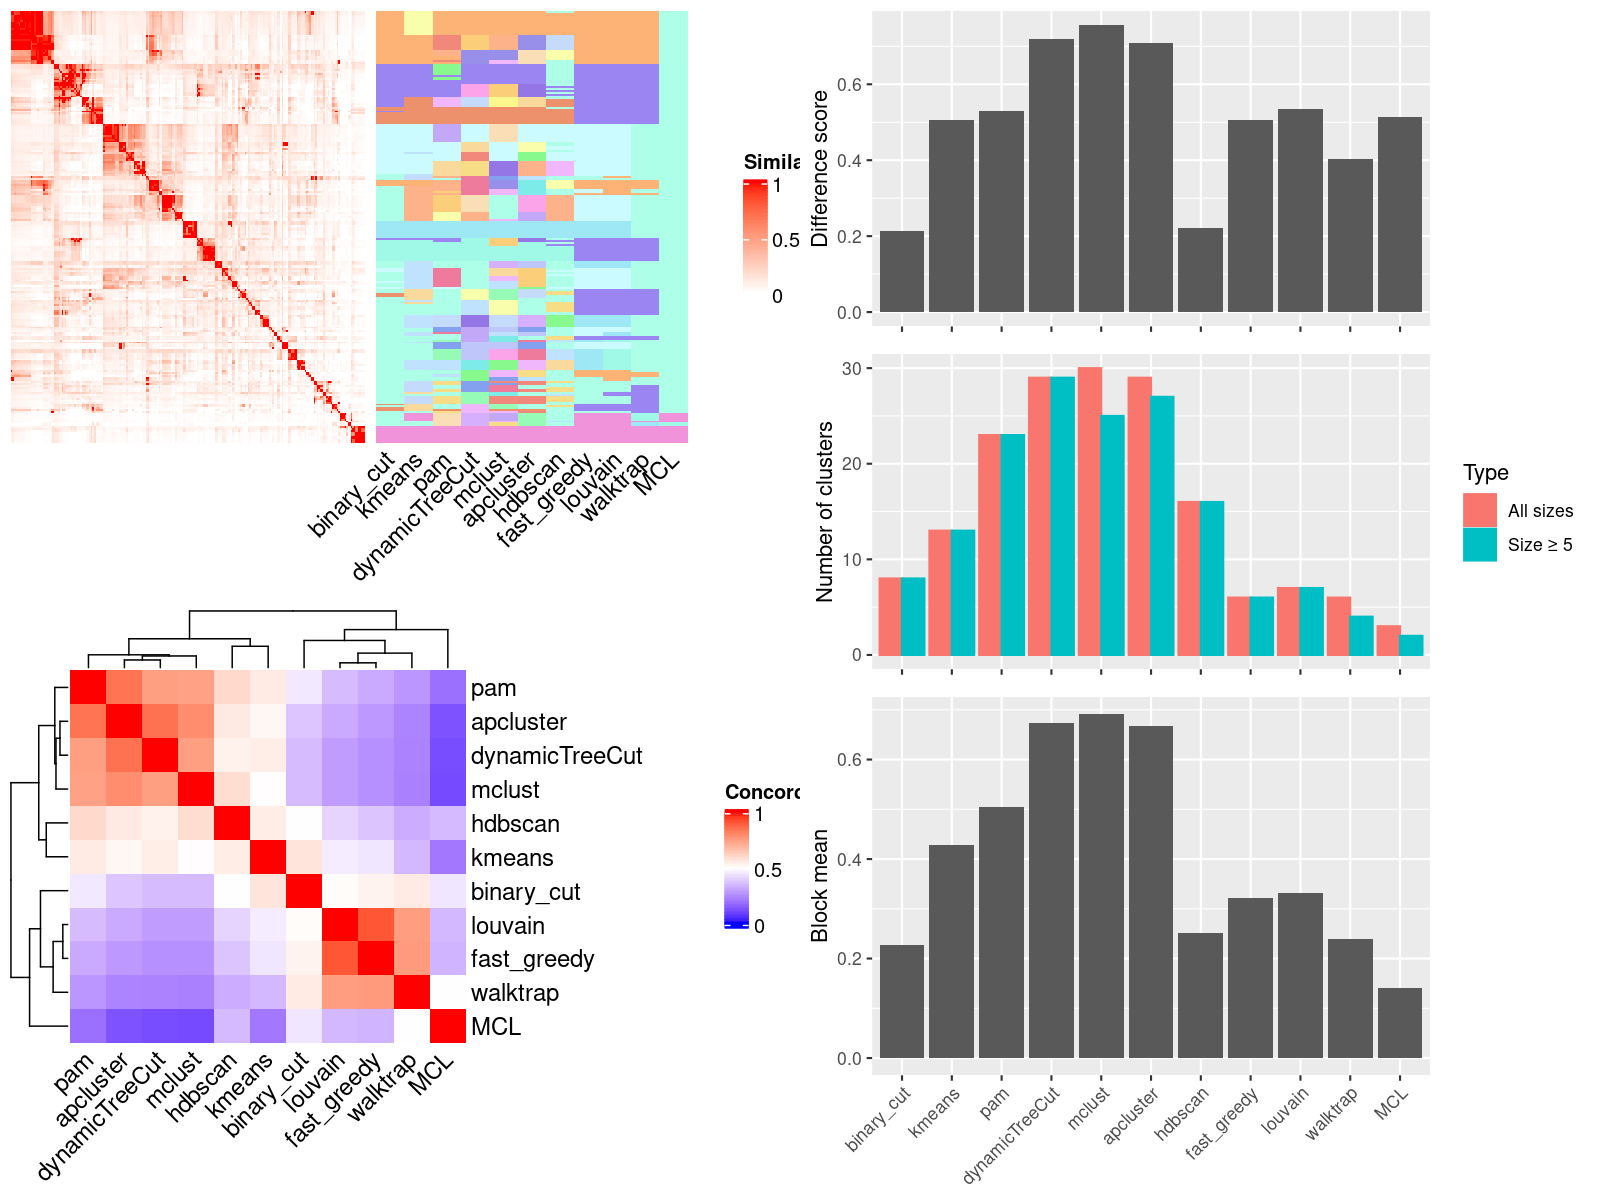 Simila
1
0.5
0
binary_cut
kmeans
pam
dynamicTreeCut
mclust
apcluster
hdbscan
fast_greedy
louvain
walktrap
MCL
pam
apcluster
dynamicTreeCut
mclust
hdbscan
kmeans
binary_cut
louvain
fast_greedy
walktrap
MCL
Concord
1
0.5
0
pam
apcluster
dynamicTreeCut
mclust
hdbscan
kmeans
binary_cut
louvain
fast_greedy
walktrap
MCL
Difference score
0.6
0.4
0.2
0.0
Number of clusters
30
20
10
0
Type
All sizes
Size ≥ 5
Block mean
0.6
0.4
0.2
0.0
binary_cut
kmeans
pam
dynamicTreeCut
mclust
apcluster
hdbscan
fast_greedy
louvain
walktrap
MCL